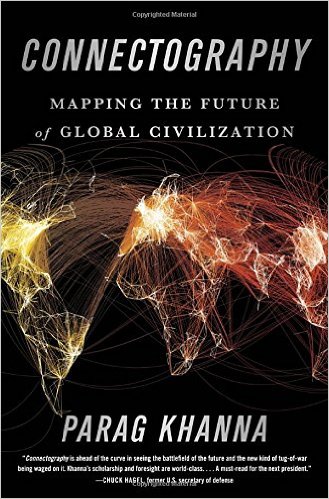 CONNECTOGRAPHY
MAPPING THE FUTURE
of GLOBAL CIVILIZATION
PARAG KHANNA
"Connectography is ahead of the curve in seeing the battlefield of the future and the new kind of tug-of-war
being waged on it. Khanna's scholarship and foresight are world-class. . . . A must-read for the next president."
—CHUCK HAGEL, former U.S. secretary of defense